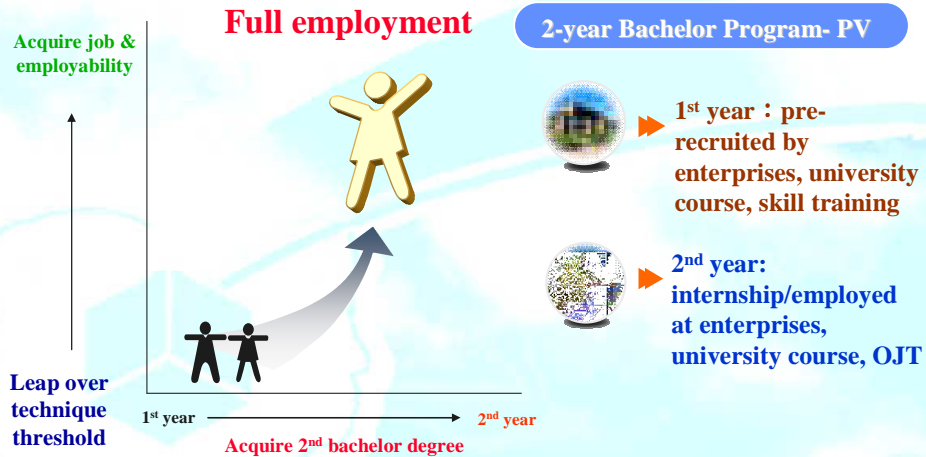 Full employment
2-year Bachelor Program- PV
Acquire job &
employability
1st year：pre-
recruited by
enterprises, university
course, skill training
2nd year:
internship/employed
at enterprises,
university course, OJT
Leap over
technique
threshold
1st year
2nd year
Acquire 2nd bachelor degree